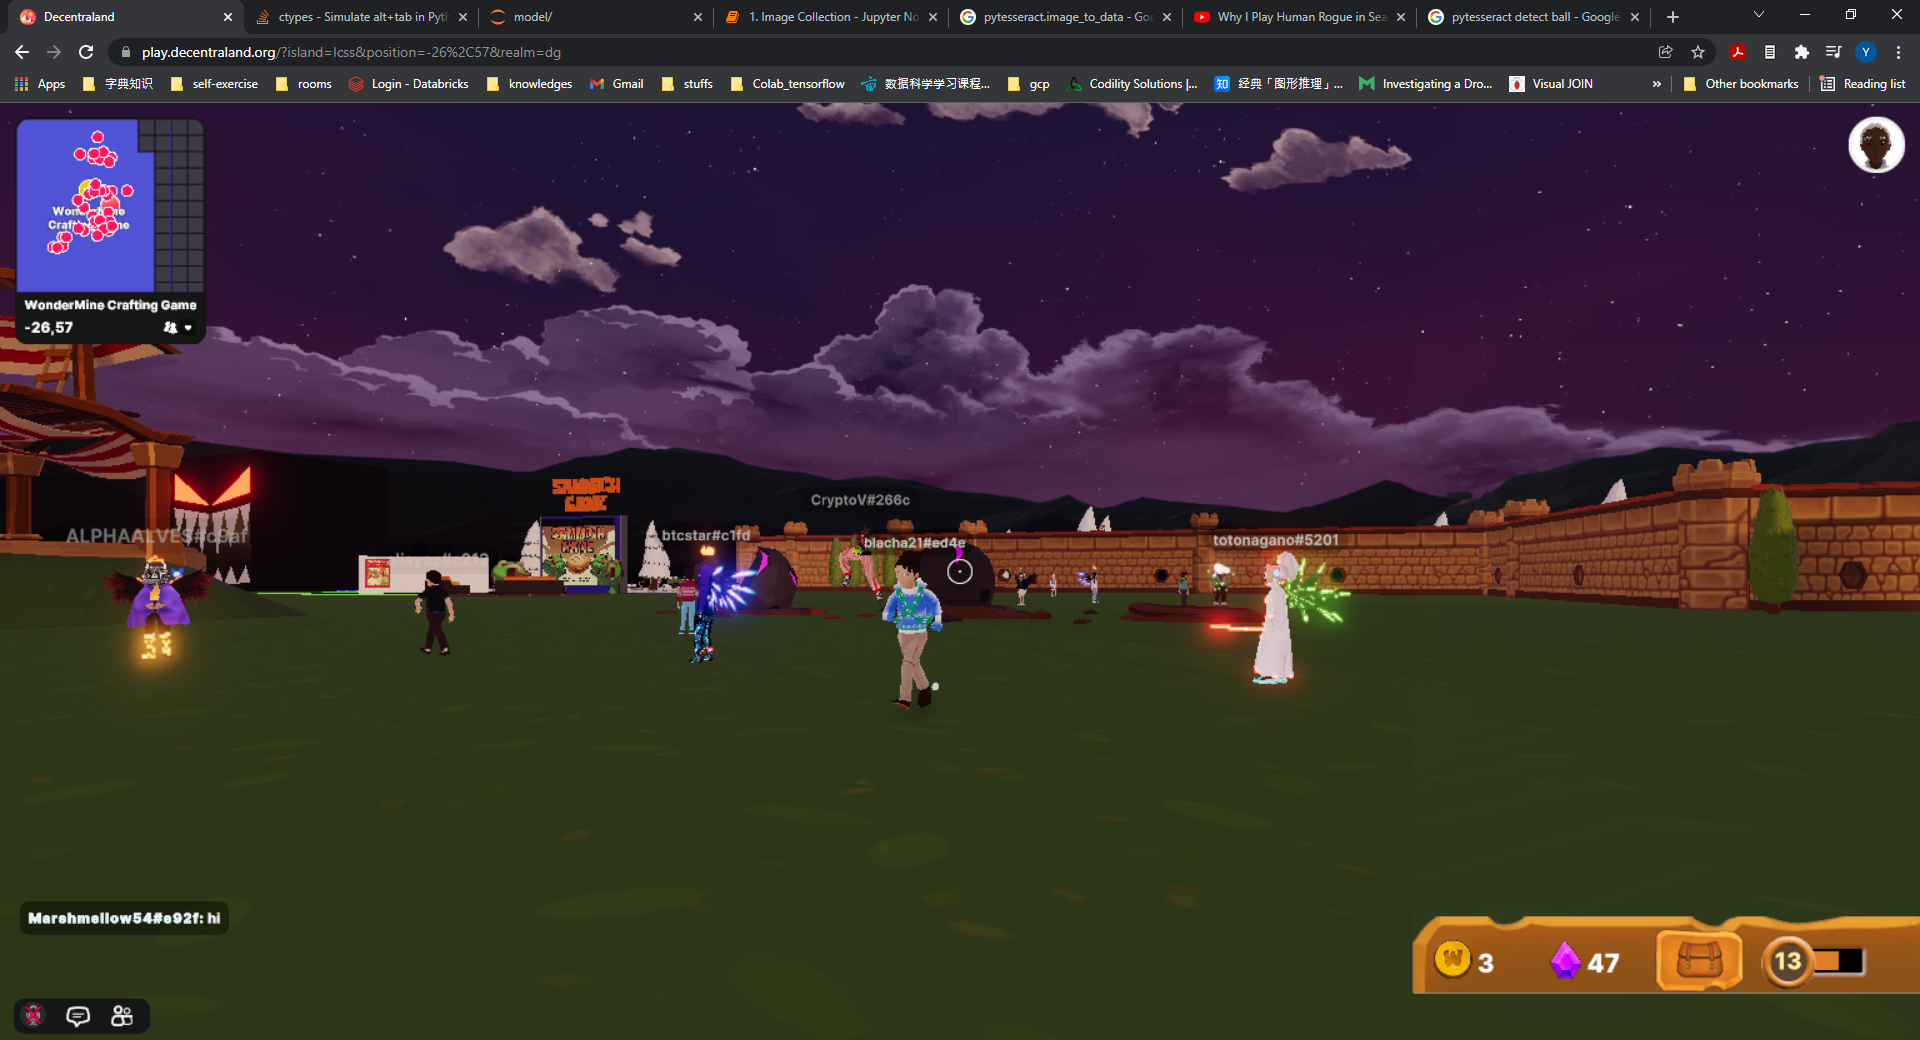 Decentraland
ctypes - Simulate alt+tab in Pyth
model/
1. Image Collection - Jupyter No
pytesseract.image_to_data - Goo
Why I Play Human Rogue in Sea
pytesseract detect ball - Google
play.decentraland.org/?island=Icss&position=-26%2C57&realm=dg
Y
Apps
字典知识
self-exercise
rooms
Login - Databricks
knowledges
Gmail
stuffs
Colab_tensorflow
数据科学学习课程...
gcp
Codility Solutions |...
知
经典「图形推理」...
Investigating a Dro...
Visual JOIN
»
Other bookmarks
Reading list
WonderMine Crafting Game
-26,57
GAME
CryptoV#266c
ALPHAALVES#c9af
btcstar#c1fd
blacha21#ed4e
totonagano#5201
Marshmellow54#e92f: hi
W
3
47
13